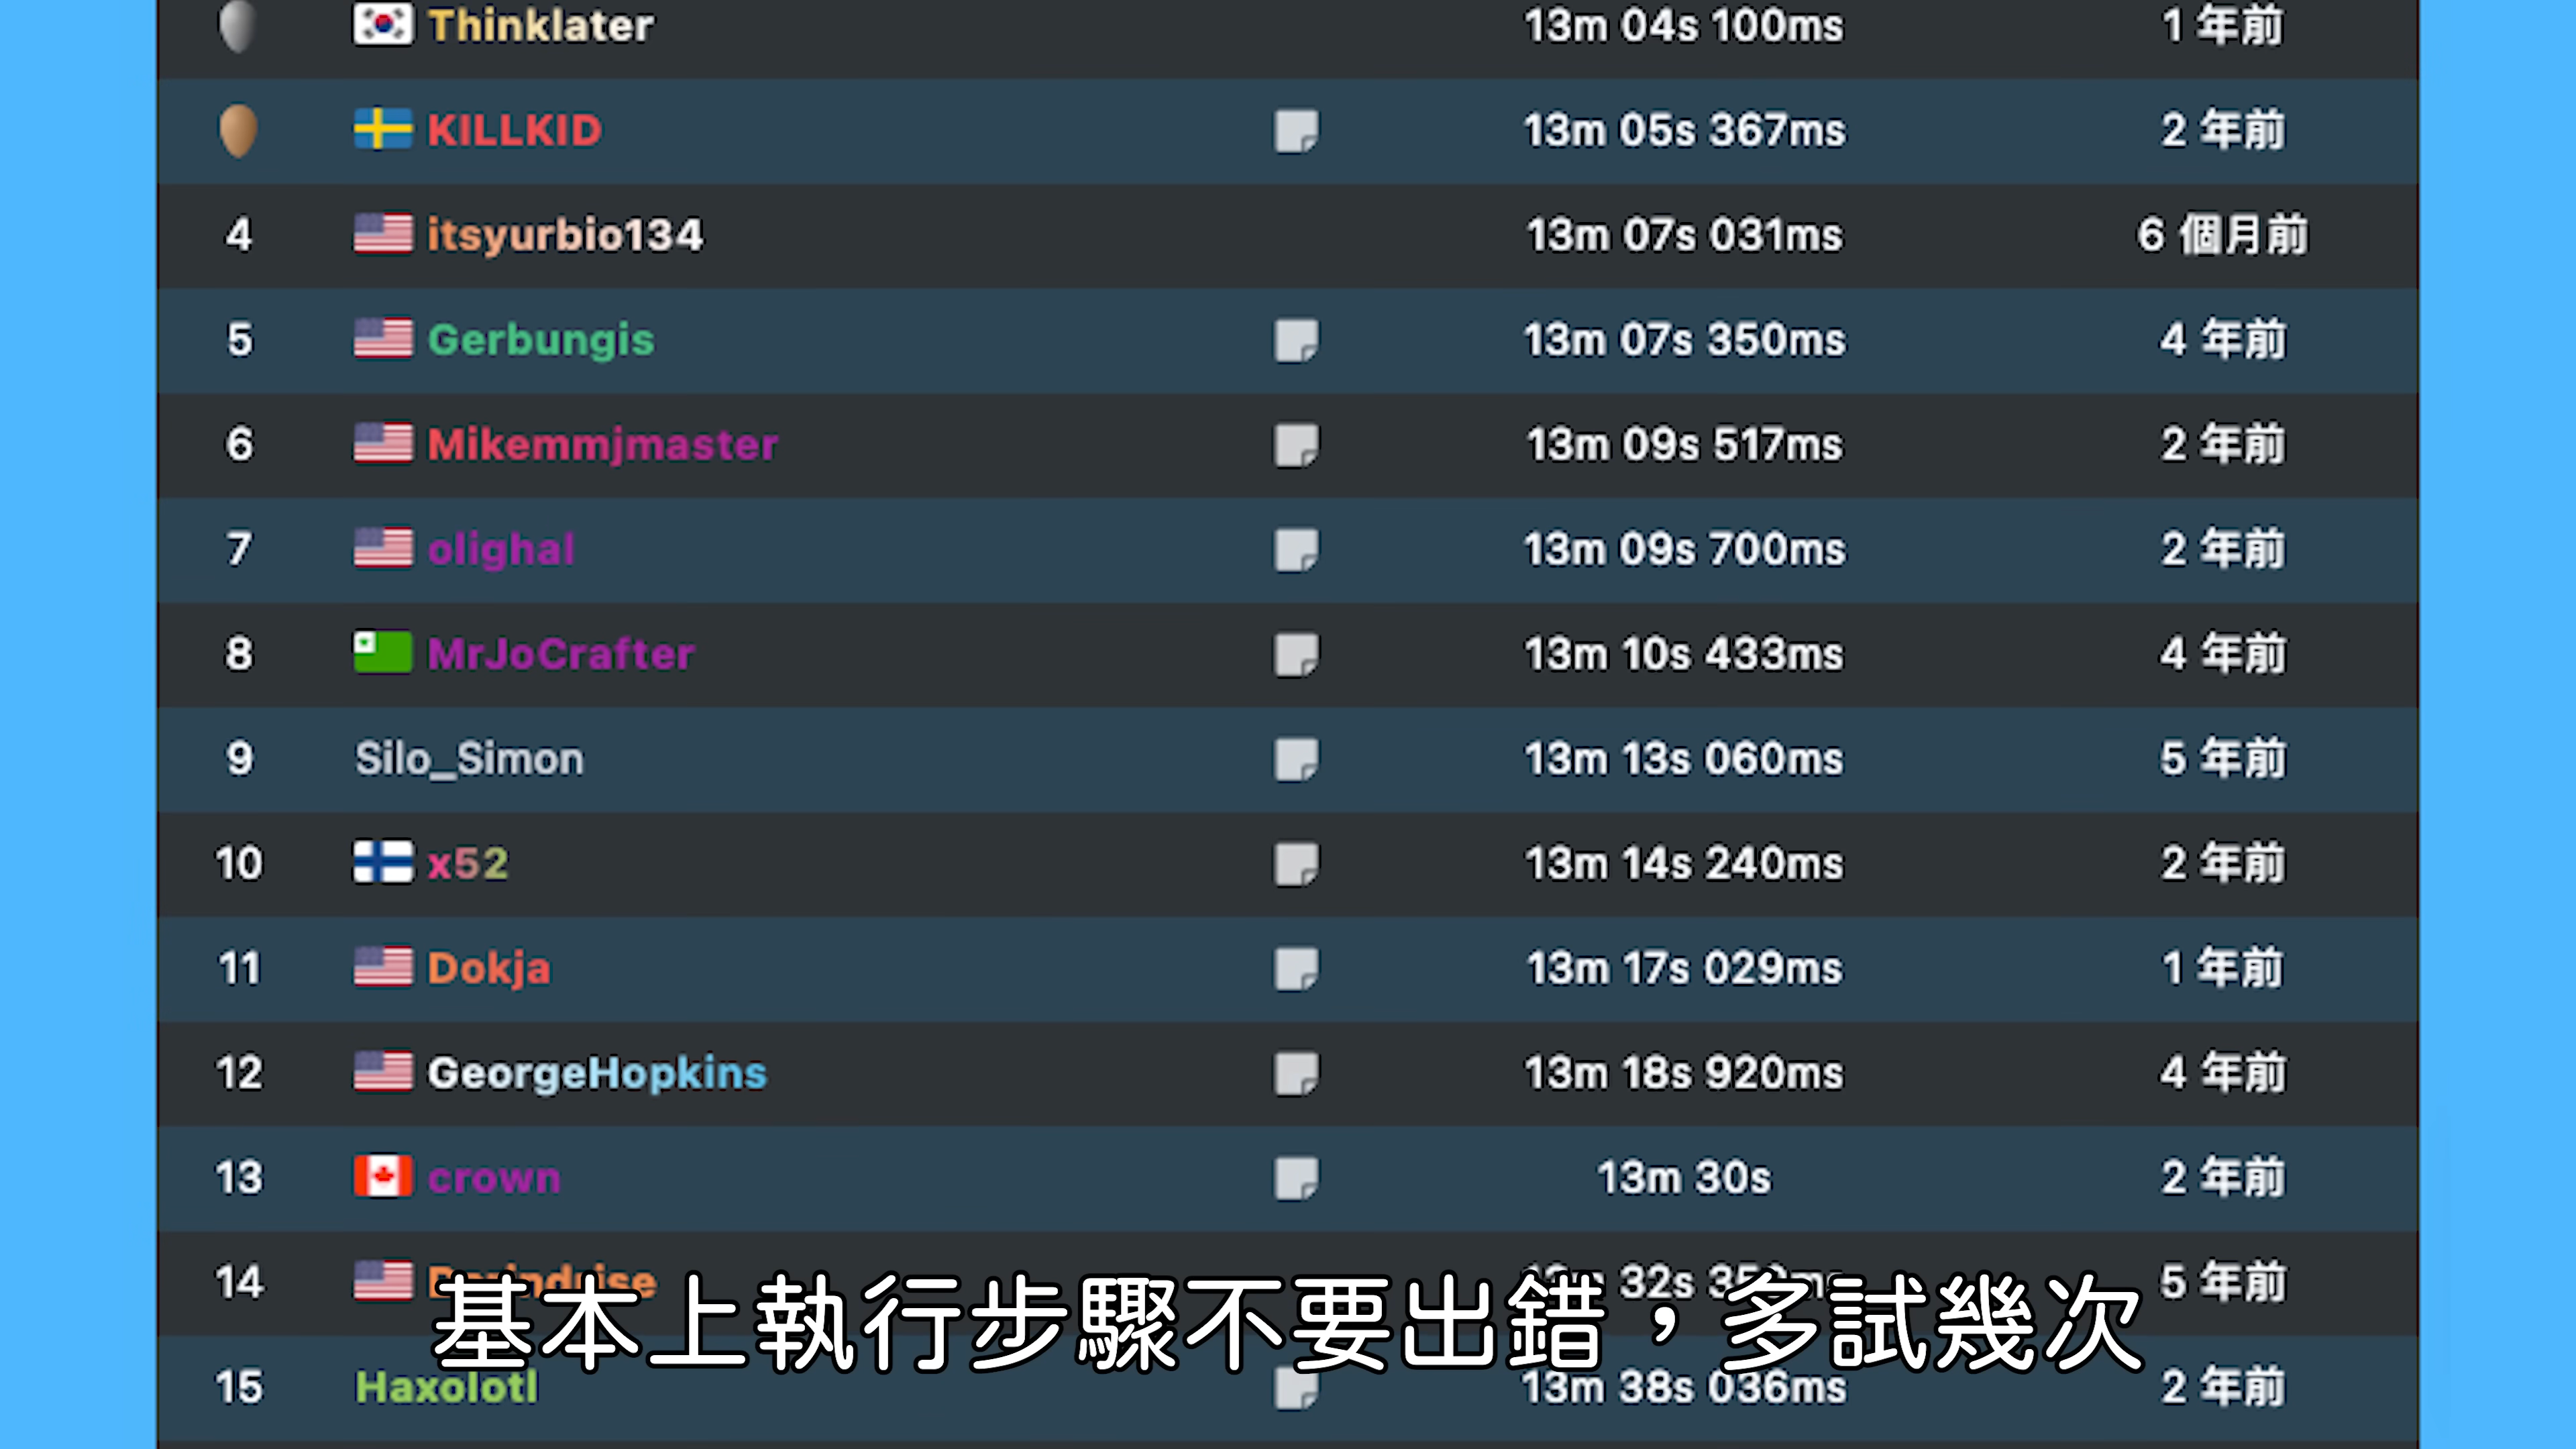 Thinklater 13m 04s 100ms 1 年前
KILLKID 13m 05s 367ms 2 年前
4 itsyurbio134 13m 07s 031ms 6 個月前
5 Gerbungis 13m 07s 350ms 4 年前
6 Mikemmjmaster 13m 09s 517ms 2 年前
7 olighal 13m 09s 700ms 2 年前
8 MrJoCrafter 13m 10s 433ms 4 年前
9 Silo_Simon 13m 13s 060ms 5 年前
10 x52 13m 14s 240ms 2 年前
11 Dokja 13m 17s 029ms 1 年前
12 GeorgeHopkins 13m 18s 920ms 4 年前
13 crown 13m 30s 2 年前
14 32s 5 年前
基本上執行步驟不要出錯，多試幾次
15 Haxolotl 13m 38s 036ms 2 年前